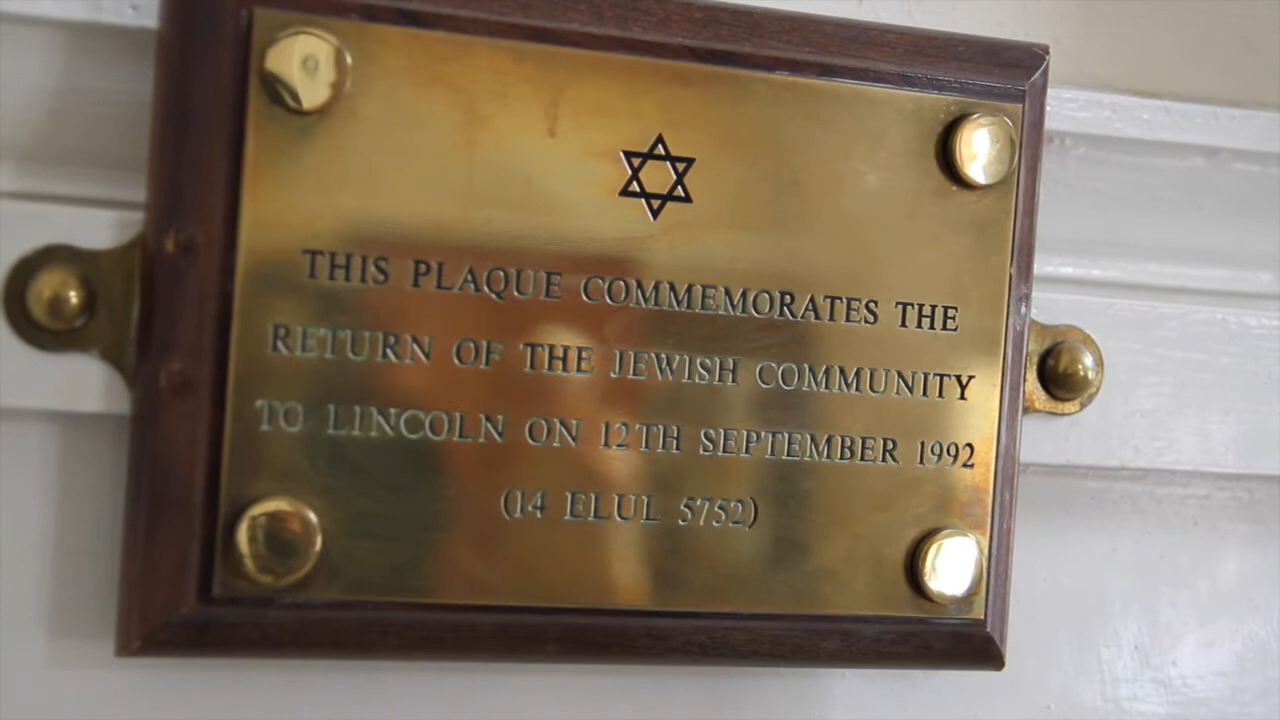 THIS PLAQUE COMMEMORATES THE
RETURN OF THE JEWISH COMMUNITY
TO LINCOLN ON 12TH SEPTEMBER 1992
(14 ELUL 5752)